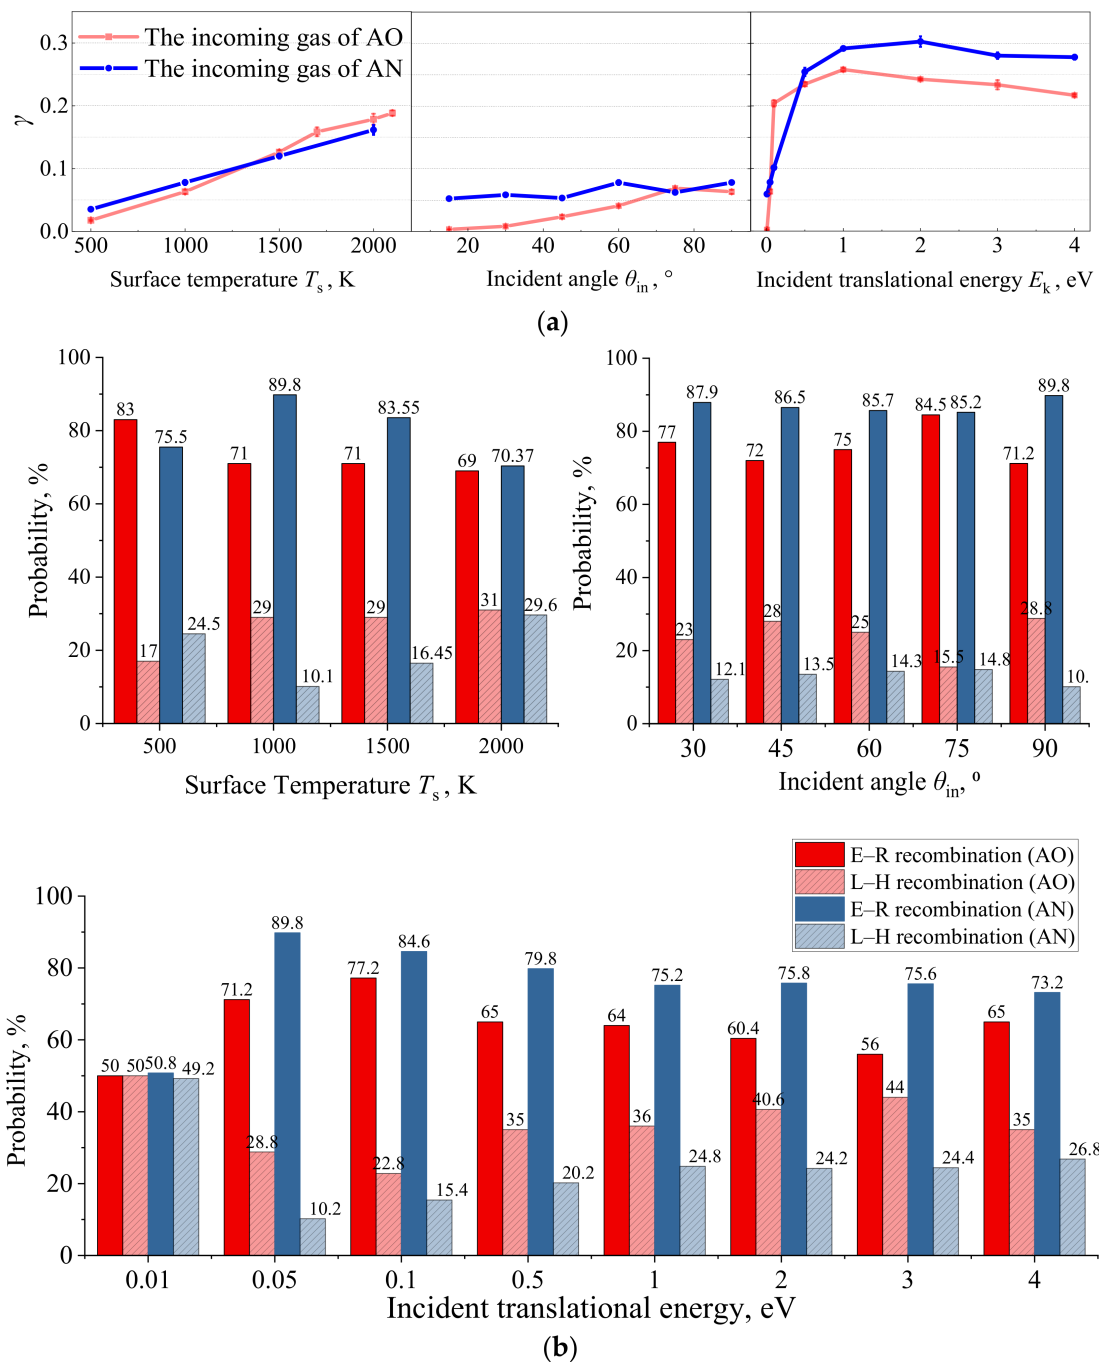 The incoming gas of AO
The incoming gas of AN
γ
0.3
0.2
0.1
0.0
500 1000 1500 2000 20 40 60 80 0 1 2 3 4
Surface temperature Ts , K Incident angle θin , ° Incident translational energy Ek , eV
(a)
Probability, %
100
80
60
40
20
0
83 17 75.5 24.5
71 29 89.8 10.1
71 29 83.55 16.45
69 31 70.37 29.6
500 1000 1500 2000
Surface Temperature Ts , K
Probability, %
100
80
60
40
20
0
77 23 87.9 12.1
72 28 86.5 13.5
75 25 85.7 14.3
84.5 15.5 85.2 14.8
71.2 28.8 89.8 10.
30 45 60 75 90
Incident angle θin, °
E–R recombination (AO)
L–H recombination (AO)
E–R recombination (AN)
L–H recombination (AN)
Probability, %
100
80
60
40
20
0
50 50 50.8 49.2
71.2 28.8 89.8 10.2
77.2 22.8 84.6 15.4
65 35 79.8 20.2
64 36 75.2 24.8
60.4 40.6 75.8 24.2
56 44 75.6 24.4
65 35 73.2 26.8
0.01 0.05 0.1 0.5 1 2 3 4
Incident translational energy, eV
(b)